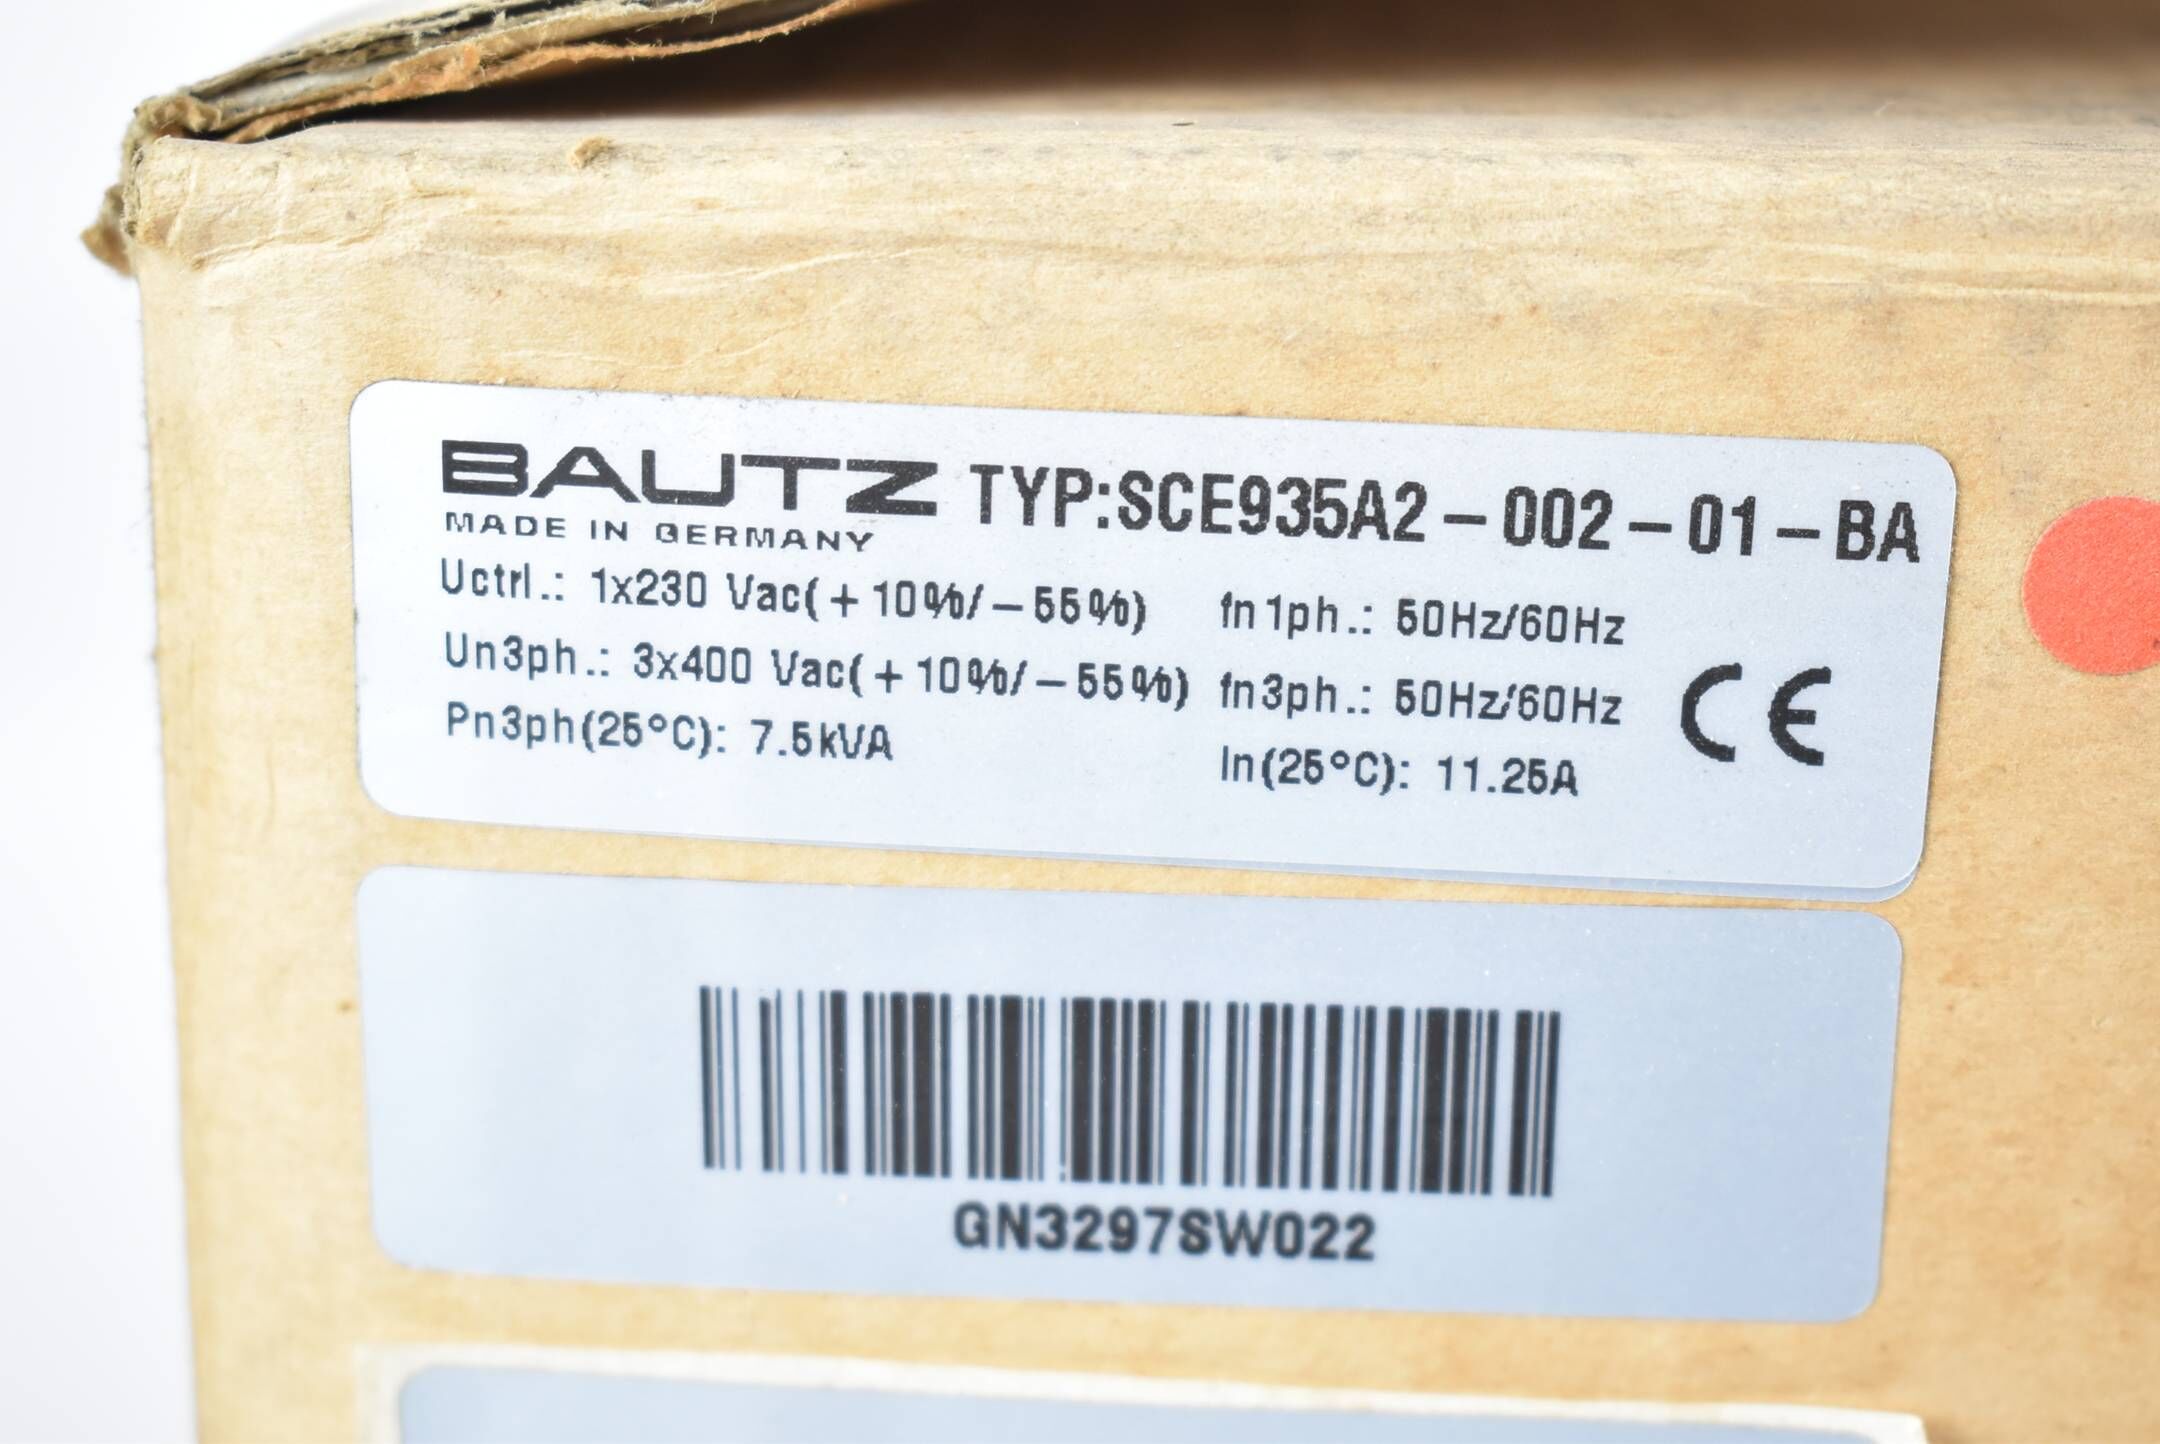 BAUTZ TYP:SCE935A2-002-01-BA
MADE IN GERMANY
Uctrl.: 1x230 Vac(+10%/-55%) fn1ph.: 50Hz/60Hz
Un3ph.: 3x400 Vac(+10%/-55%) fn3ph.: 50Hz/60Hz
Pn3ph(25°C): 7.5kVA In(25°C): 11.25A
CE
GN3297SW022